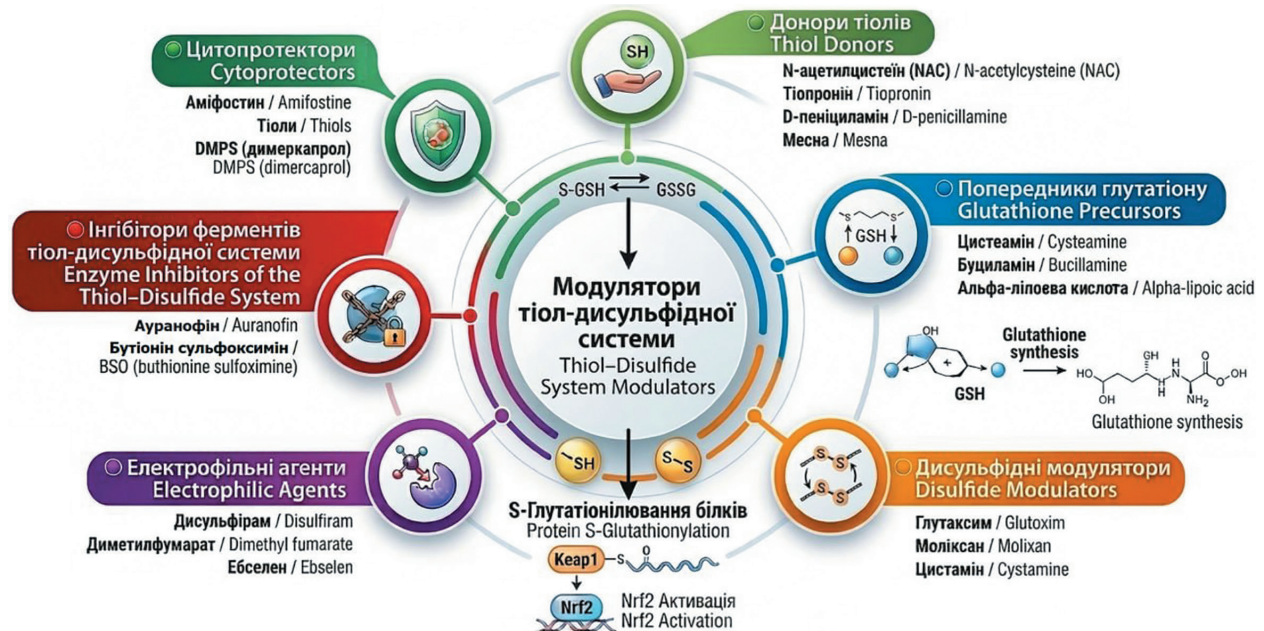 Донори тіолів
Thiol Donors
SH
N-ацетилцистеїн (NAC) / N-acetylcysteine (NAC)
Тіопронін / Tiopronin
D-пеніциламін / D-penicillamine
Месна / Mesna
Цитопротектори
Cytoprotectors
Аміфостин / Amifostine
Тіоли / Thiols
DMPS (димеркапрол)
DMPS (dimercaprol)
S-GSH
GSSG
Попередники глутатіону
Glutathione Precursors
S
S
GSH
Цистеамін / Cysteamine
Буциламін / Bucillamine
Альфа-ліпоєва кислота / Alpha-lipoic acid
Інгібітори ферментів
тіол-дисульфідної системи
Enzyme Inhibitors of the
Thiol–Disulfide System
Ауранофін / Auranofin
Бутіонін сульфоксимін /
BSO (buthionine sulfoximine)
Модулятори
тіол-дисульфідної
системи
Thiol–Disulfide
System Modulators
OH
+
GSH
Glutathione
synthesis
HO
OH
SH
H
H
N
H
O
O
OH
NH2
Glutathione synthesis
SH
S-S
Електрофільні агенти
Electrophilic Agents
Дисульфірам / Disulfiram
Диметилфумарат / Dimethyl fumarate
Ебселен / Ebselen
Дисульфідні модулятори
Disulfide Modulators
S S
S S
Глутаксим / Glutoxim
Моліксан / Molixan
Цистамін / Cystamine
S-Глутатіонілювання білків
Protein S-Glutathionylation
Keap1
S
O
Nrf2
Nrf2 Активація
Nrf2 Activation